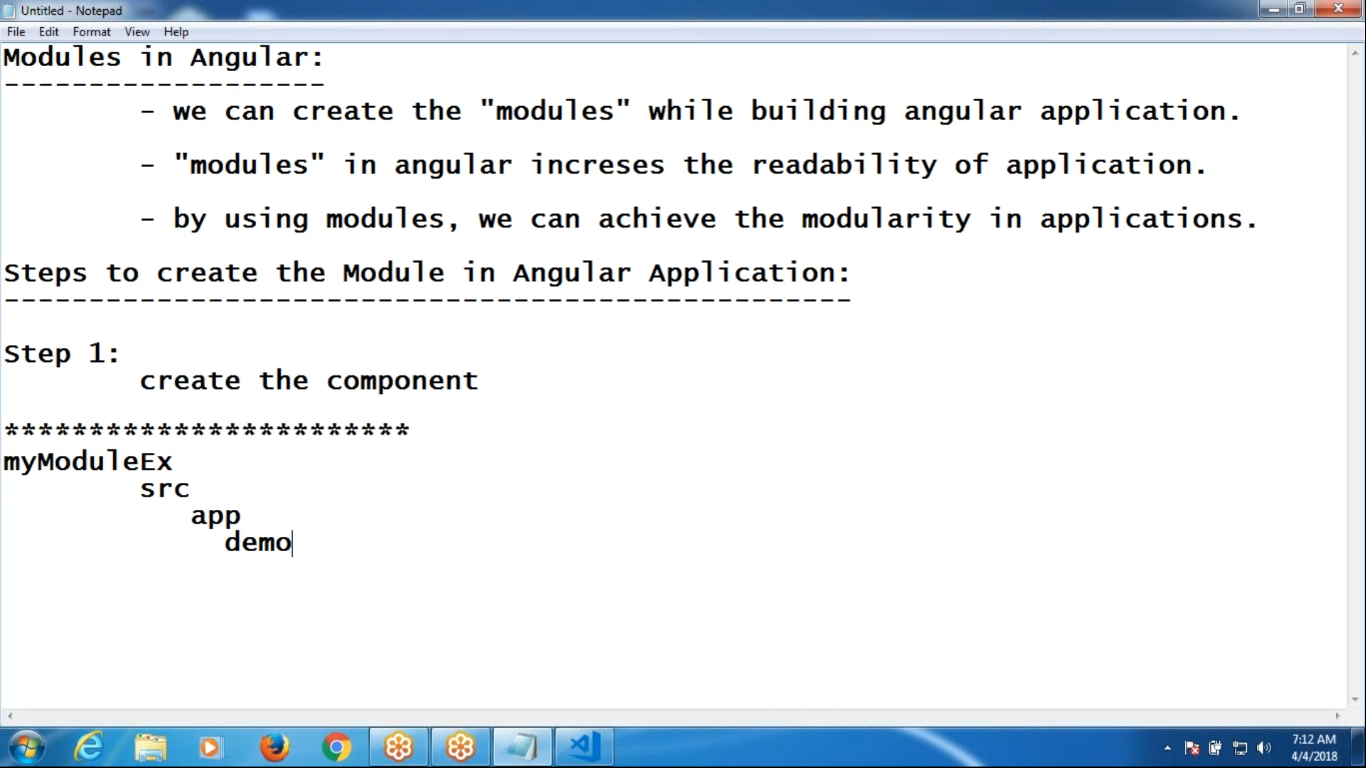 Untitled - Notepad
File Edit Format View Help
Modules in Angular:
-------------------
- we can create the "modules" while building angular application.
- "modules" in angular increses the readability of application.
- by using modules, we can achieve the modularity in applications.
Steps to create the Module in Angular Application:
--------------------------------------------------
Step 1:
create the component
************************
myModuleEx
src
app
demo
7:12 AM
4/4/2018